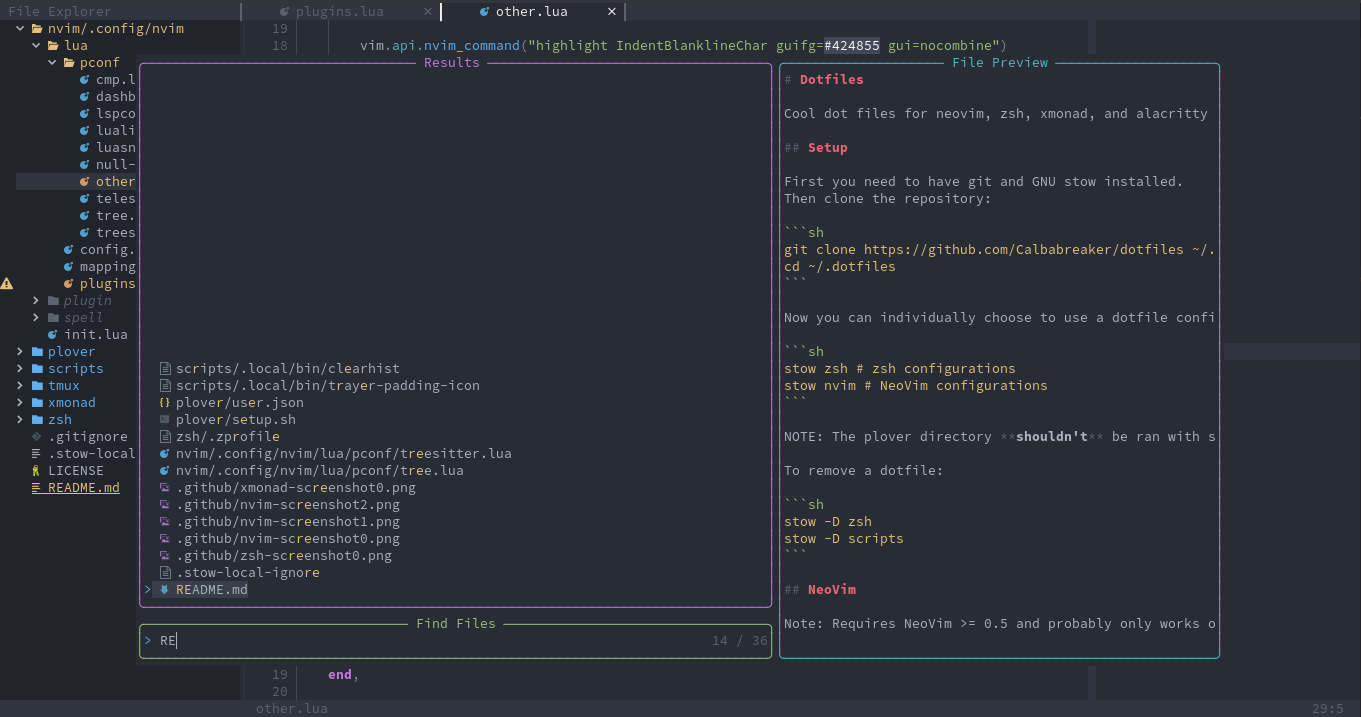 File Explorer
plugins.lua ×
other.lua ×
nvim/.config/nvim
lua
pconf
cmp.l
dashb
lspco
luali
luasn
null-
other
teles
tree.
trees
config.
mapping
plugins
plugin
spell
init.lua
plover
scripts
tmux
xmonad
zsh
.gitignore
.stow-local
LICENSE
README.md
19
18 vim.api.nvim_command("highlight IndentBlanklineChar guifg=#424855 gui=nocombine")
Results
scripts/.local/bin/clearhist
scripts/.local/bin/trayer-padding-icon
{} plover/user.json
plover/setup.sh
zsh/.zprofile
nvim/.config/nvim/lua/pconf/treesitter.lua
nvim/.config/nvim/lua/pconf/tree.lua
.github/xmonad-screenshot0.png
.github/nvim-screenshot2.png
.github/nvim-screenshot1.png
.github/nvim-screenshot0.png
.github/zsh-screenshot0.png
.stow-local-ignore
> README.md
Find Files
> RE 14 / 36
File Preview
# Dotfiles
Cool dot files for neovim, zsh, xmonad, and alacritty
## Setup
First you need to have git and GNU stow installed.
Then clone the repository:
```sh
git clone https://github.com/Calbabreaker/dotfiles ~/.
cd ~/.dotfiles
```
Now you can individually choose to use a dotfile confi
```sh
stow zsh # zsh configurations
stow nvim # NeoVim configurations
```
NOTE: The plover directory **shouldn't** be ran with s
To remove a dotfile:
```sh
stow -D zsh
stow -D scripts
```
## NeoVim
Note: Requires NeoVim >= 0.5 and probably only works o
19 end,
20
other.lua 29:5